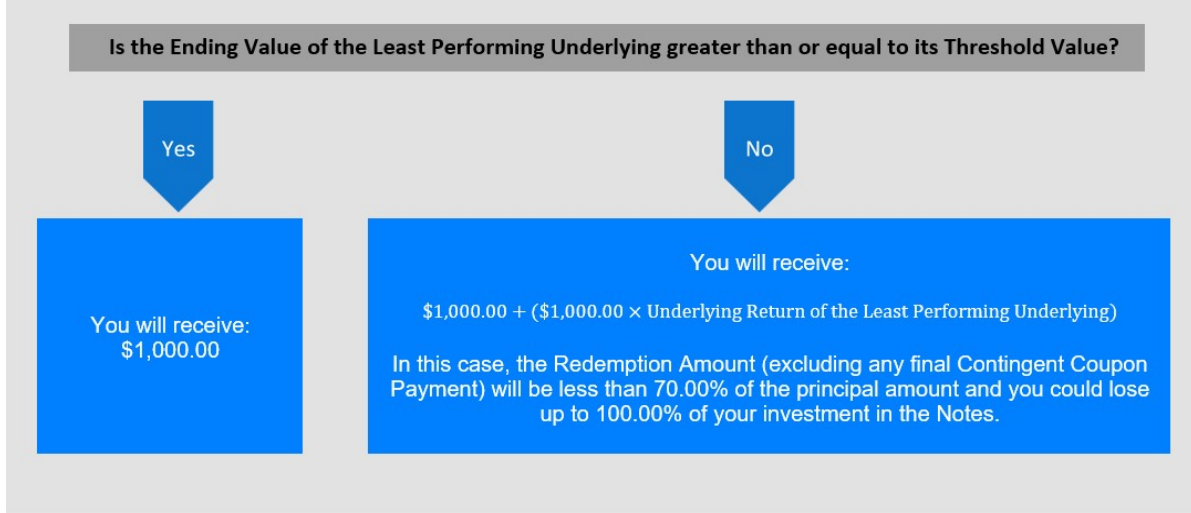 Is the Ending Value of the Least Performing Underlying greater than or equal to its Threshold Value?
Yes
No
You will receive:
$1,000.00
You will receive:
$1,000.00 + ($1,000.00 × Underlying Return of the Least Performing Underlying)
In this case, the Redemption Amount (excluding any final Contingent Coupon
Payment) will be less than 70.00% of the principal amount and you could lose
up to 100.00% of your investment in the Notes.